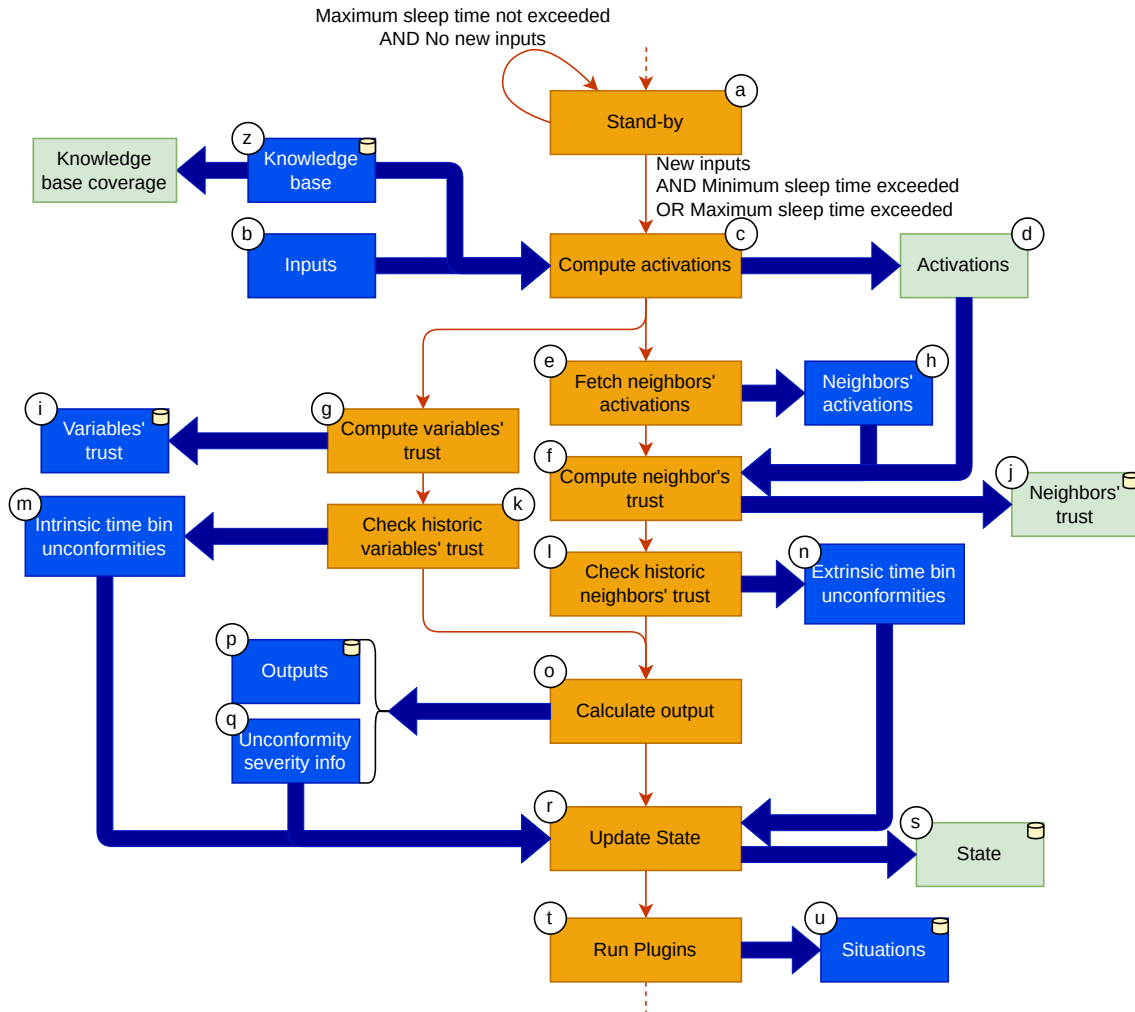 Maximum sleep time not exceeded
AND No new inputs
a
Stand-by
z
Knowledge
base
Knowledge
base coverage
New inputs
AND Minimum sleep time exceeded
OR Maximum sleep time exceeded
b
Inputs
c
Compute activations
d
Activations
e
Fetch neighbors'
activations
h
Neighbors'
activations
i
Variables'
trust
g
Compute variables'
trust
f
Compute neighbor's
trust
j
Neighbors'
trust
m
Intrinsic time bin
unconformities
k
Check historic
variables' trust
l
Check historic
neighbors' trust
n
Extrinsic time bin
unconformities
p
Outputs
o
Calculate output
q
Unconformity
severity info
r
Update State
s
State
t
Run Plugins
u
Situations